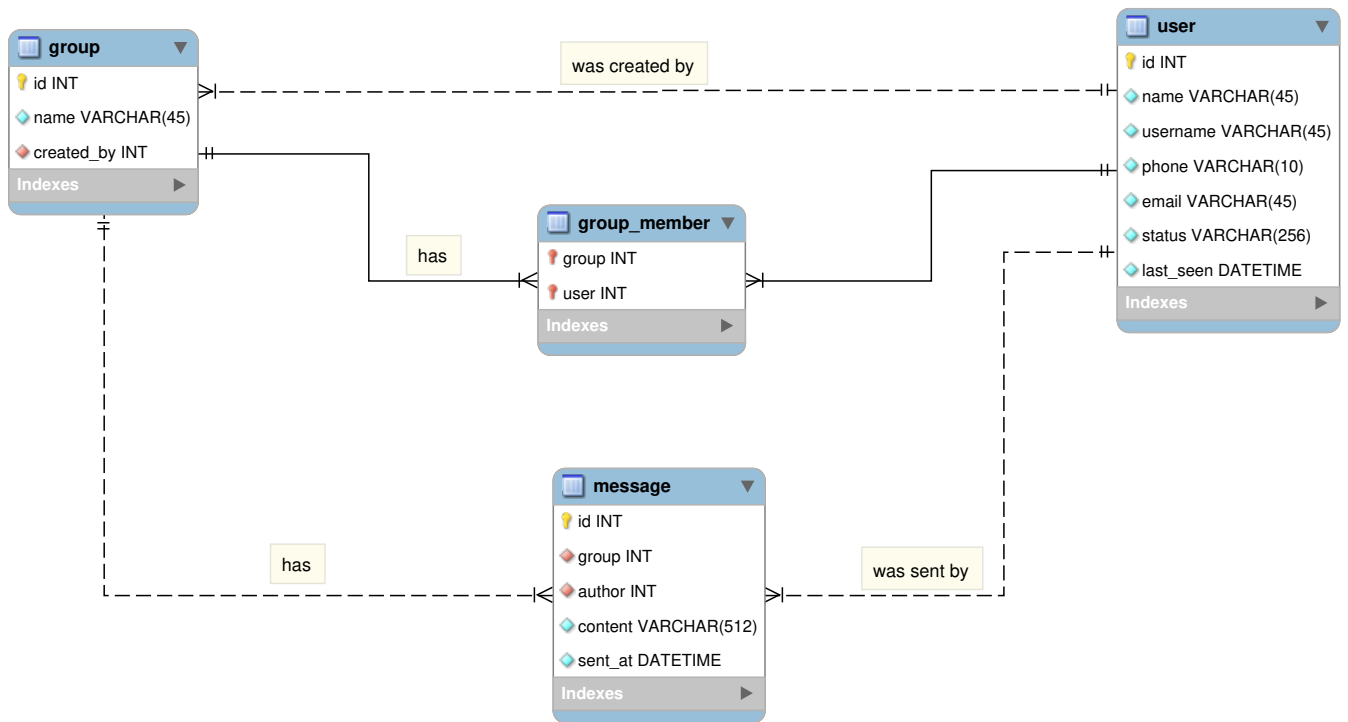 group
id INT
name VARCHAR(45)
created_by INT
Indexes
was created by
user
id INT
name VARCHAR(45)
username VARCHAR(45)
phone VARCHAR(10)
email VARCHAR(45)
status VARCHAR(256)
last_seen DATETIME
Indexes
has
group_member
group INT
user INT
Indexes
has
message
id INT
group INT
author INT
content VARCHAR(512)
sent_at DATETIME
Indexes
was sent by